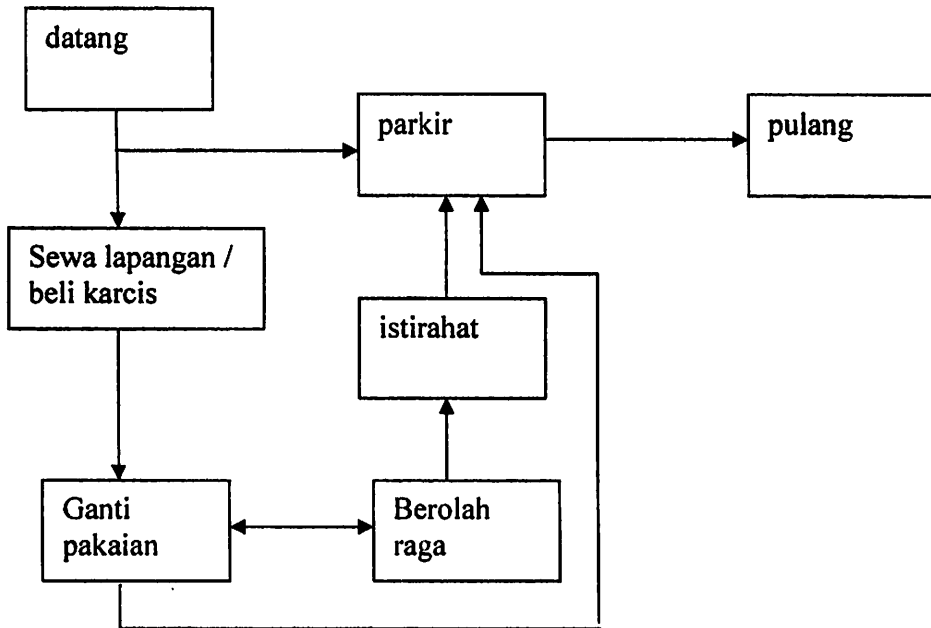 datang
parkir
pulang
Sewa lapangan /
beli karcis
istirahat
Ganti
pakaian
Berolah
raga